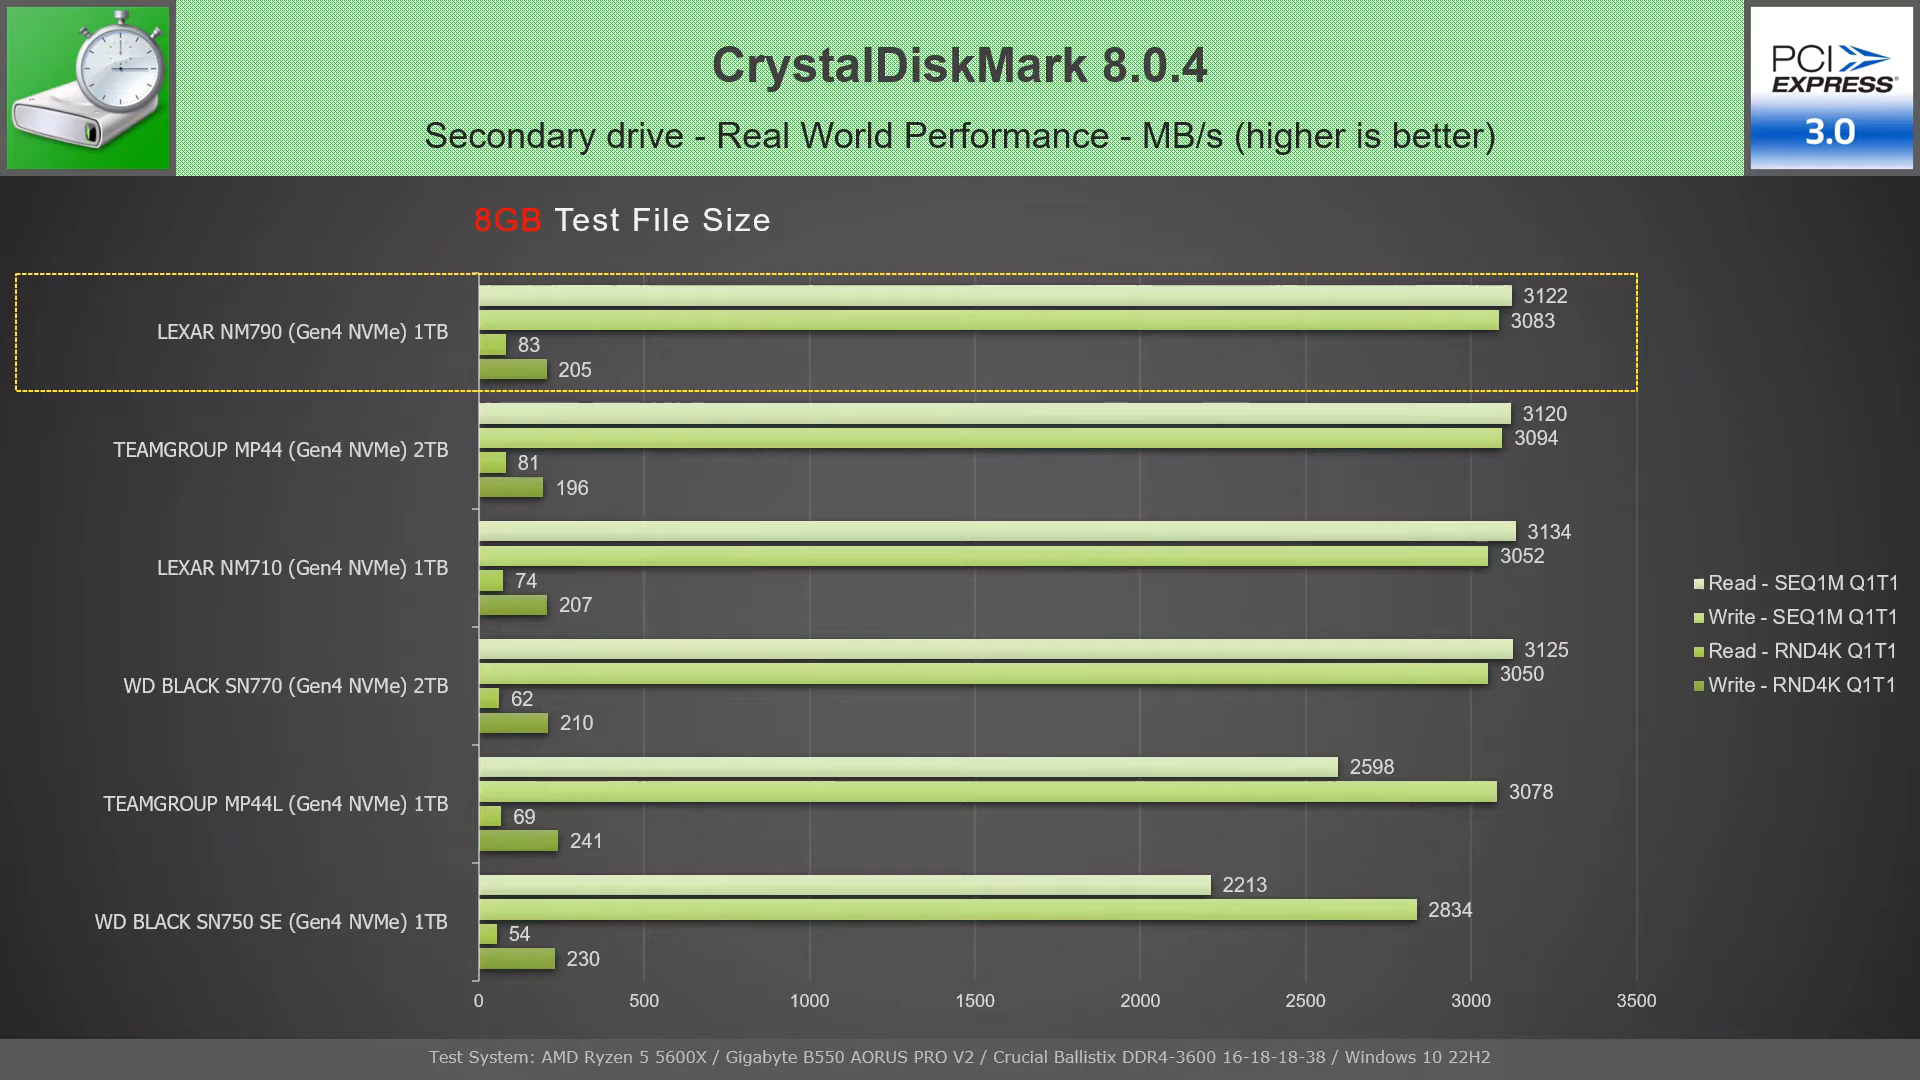 CrystalDiskMark 8.0.4
Secondary drive - Real World Performance - MB/s (higher is better)
PCI
EXPRESS®
3.0
8GB Test File Size
LEXAR NM790 (Gen4 NVMe) 1TB
3122
3083
83
205
TEAMGROUP MP44 (Gen4 NVMe) 2TB
3120
3094
81
196
LEXAR NM710 (Gen4 NVMe) 1TB
3134
3052
74
207
WD BLACK SN770 (Gen4 NVMe) 2TB
3125
3050
62
210
TEAMGROUP MP44L (Gen4 NVMe) 1TB
2598
3078
69
241
WD BLACK SN750 SE (Gen4 NVMe) 1TB
2213
2834
54
230
0 500 1000 1500 2000 2500 3000 3500
Read - SEQ1M Q1T1
Write - SEQ1M Q1T1
Read - RND4K Q1T1
Write - RND4K Q1T1
Test System: AMD Ryzen 5 5600X / Gigabyte B550 AORUS PRO V2 / Crucial Ballistix DDR4-3600 16-18-18-38 / Windows 10 22H2